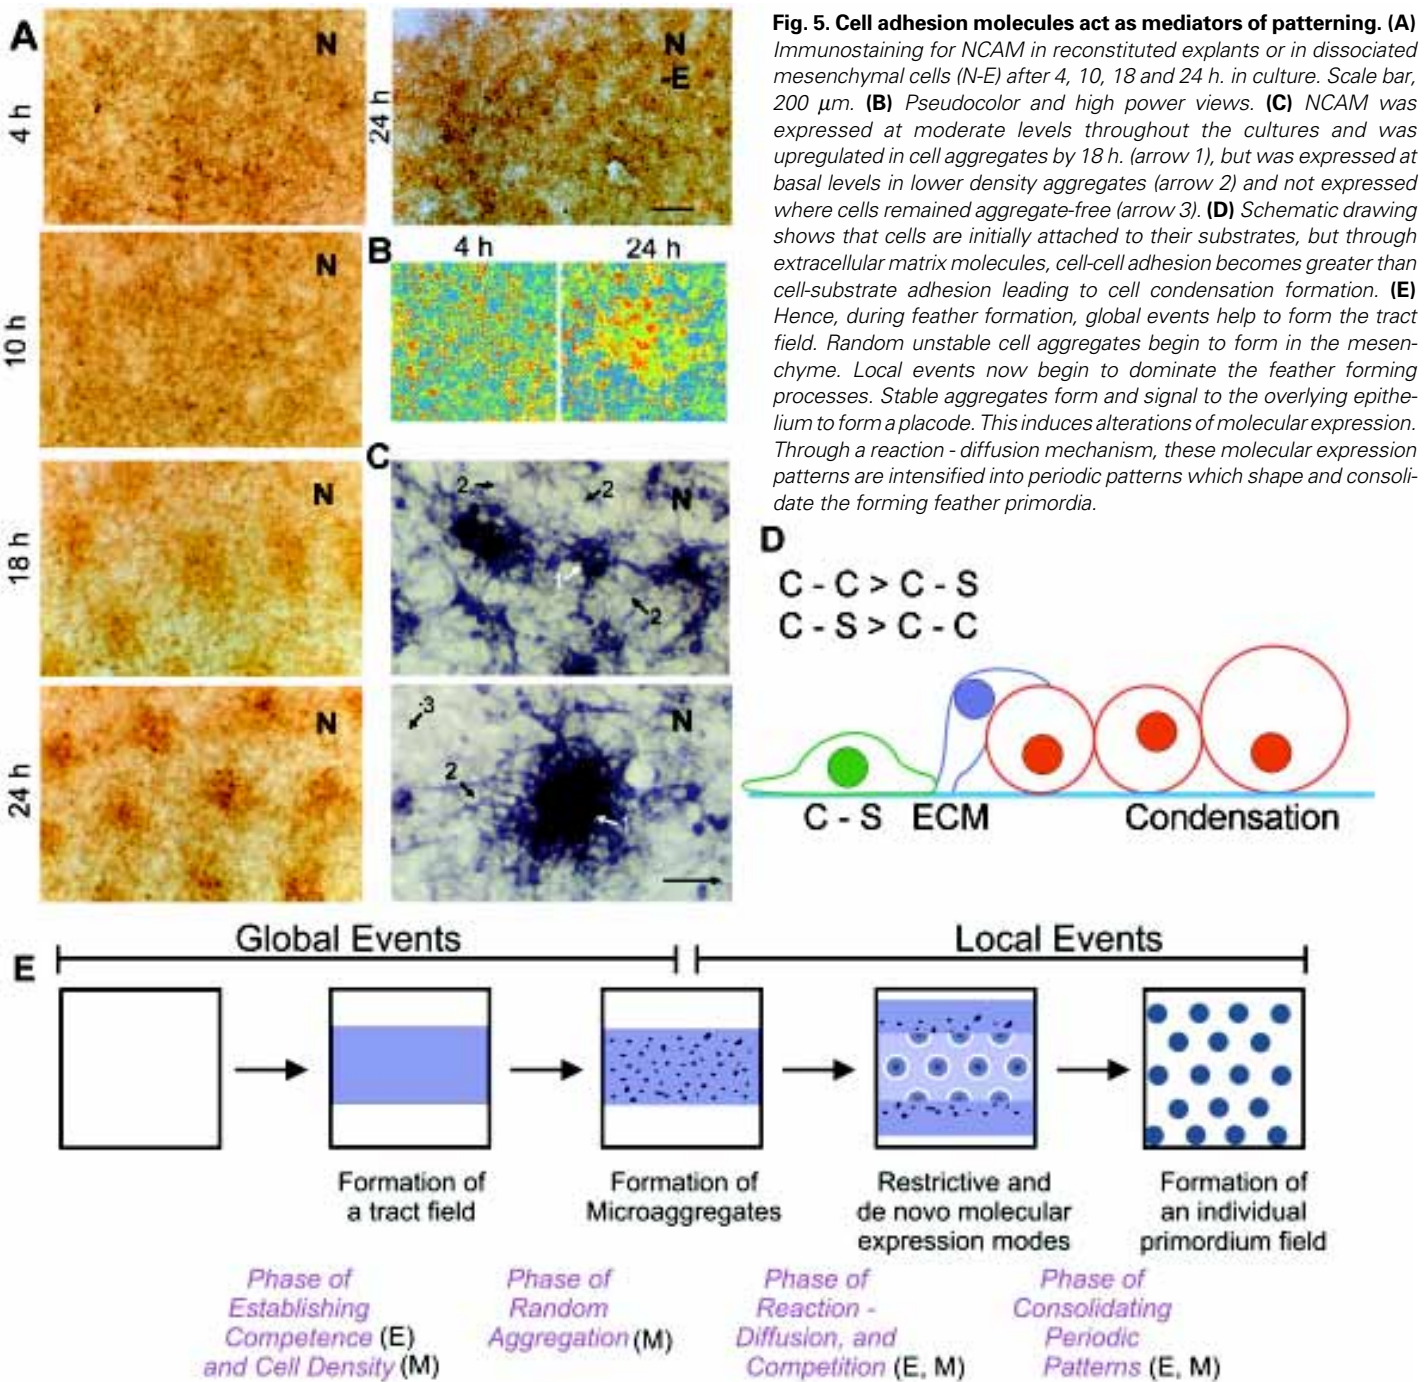 Fig. 5. Cell adhesion molecules act as mediators of patterning. (A)
Immunostaining for NCAM in reconstituted explants or in dissociated
mesenchymal cells (N-E) after 4, 10, 18 and 24 h. in culture. Scale bar,
200 μm. (B) Pseudocolor and high power views. (C) NCAM was
expressed at moderate levels throughout the cultures and was
upregulated in cell aggregates by 18 h. (arrow 1), but was expressed at
basal levels in lower density aggregates (arrow 2) and not expressed
where cells remained aggregate-free (arrow 3). (D) Schematic drawing
shows that cells are initially attached to their substrates, but through
extracellular matrix molecules, cell-cell adhesion becomes greater than
cell-substrate adhesion leading to cell condensation formation. (E)
Hence, during feather formation, global events help to form the tract
field. Random unstable cell aggregates begin to form in the mesen-
chyme. Local events now begin to dominate the feather forming
processes. Stable aggregates form and signal to the overlying epithe-
lium to form a placode. This induces alterations of molecular expression.
Through a reaction - diffusion mechanism, these molecular expression
patterns are intensified into periodic patterns which shape and consoli-
date the forming feather primordia.
A
4 h
N
24 h
N
-E
10 h
N
18 h
N
24 h
N
B
4 h 24 h
C
2
2
N
1
2
3
N
2
1
D
C - C > C - S
C - S > C - C
C - S ECM Condensation
E
Global Events Local Events
Formation of
a tract field
Formation of
Microaggregates
Restrictive and
de novo molecular
expression modes
Formation of
an individual
primordium field
Phase of
Establishing
Competence (E)
and Cell Density (M)
Phase of
Random
Aggregation (M)
Phase of
Reaction -
Diffusion, and
Competition (E, M)
Phase of
Consolidating
Periodic
Patterns (E, M)